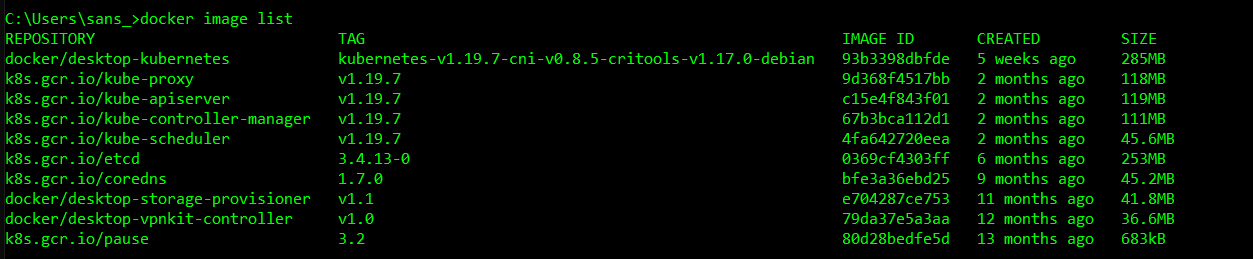 C:\Users\sans_>docker image list
REPOSITORY TAG IMAGE ID CREATED SIZE
docker/desktop-kubernetes kubernetes-v1.19.7-cni-v0.8.5-critools-v1.17.0-debian 93b3398dbfde 5 weeks ago 285MB
k8s.gcr.io/kube-proxy v1.19.7 9d368f4517bb 2 months ago 118MB
k8s.gcr.io/kube-apiserver v1.19.7 c15e4f843f01 2 months ago 119MB
k8s.gcr.io/kube-controller-manager v1.19.7 67b3bca112d1 2 months ago 111MB
k8s.gcr.io/kube-scheduler v1.19.7 4fa642720eea 2 months ago 45.6MB
k8s.gcr.io/etcd 3.4.13-0 0369cf4303ff 6 months ago 253MB
k8s.gcr.io/coredns 1.7.0 bfe3a36ebd25 9 months ago 45.2MB
docker/desktop-storage-provisioner v1.1 e704287ce753 11 months ago 41.8MB
docker/desktop-vpnkit-controller v1.0 79da37e5a3aa 12 months ago 36.6MB
k8s.gcr.io/pause 3.2 80d28bedfe5d 13 months ago 683kB